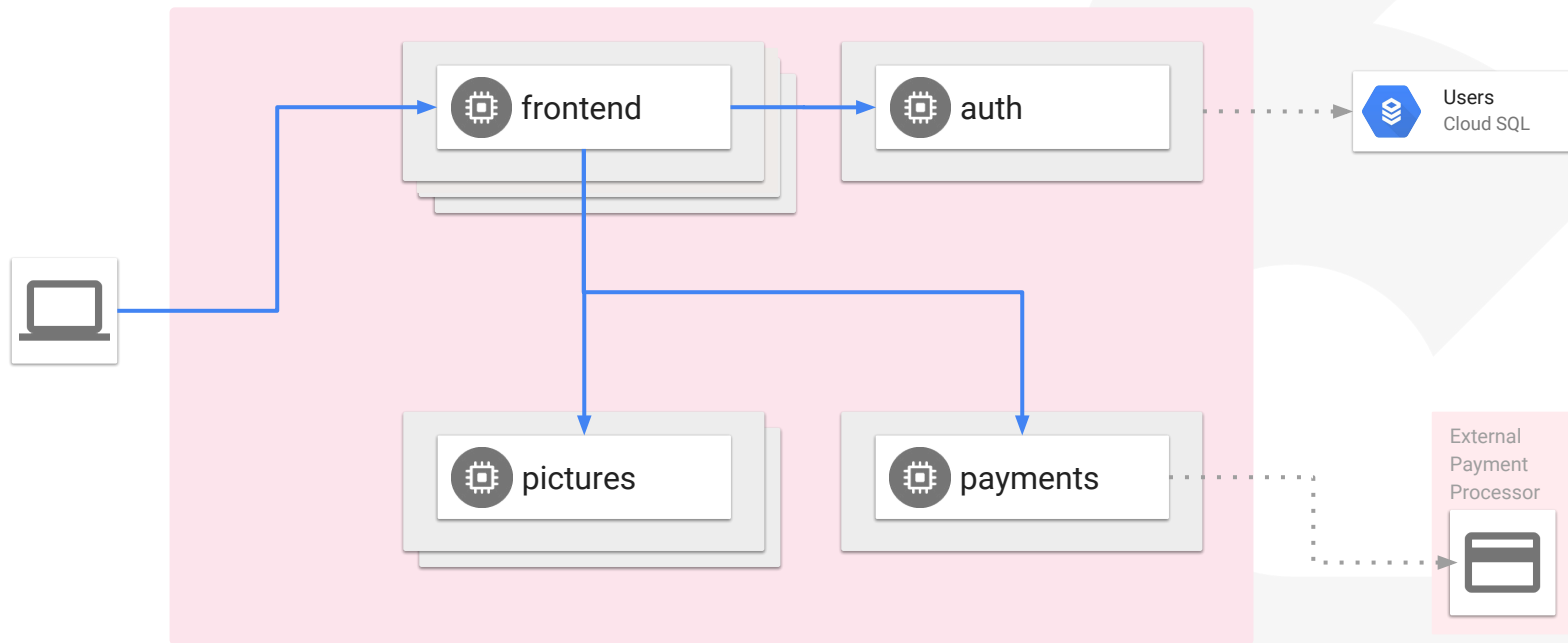 frontend
auth
Users
Cloud SQL
pictures
payments
External
Payment
Processor